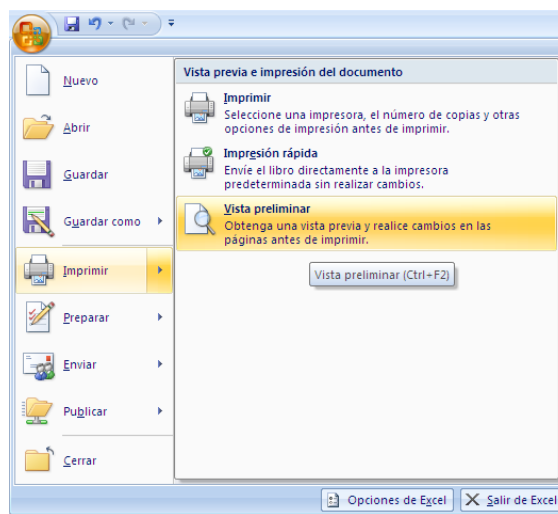 Nuevo
Abrir
Guardar
Guardar como
Imprimir
Preparar
Enviar
Publicar
Cerrar
Vista previa e impresión del documento
Imprimir
Seleccione una impresora, el número de copias y otras
opciones de impresión antes de imprimir.
Impresión rápida
Envíe el libro directamente a la impresora
predeterminada sin realizar cambios.
Vista preliminar
Obtenga una vista previa y realice cambios en las
páginas antes de imprimir.
Vista preliminar (Ctrl+F2)
Opciones de Excel
Salir de Excel